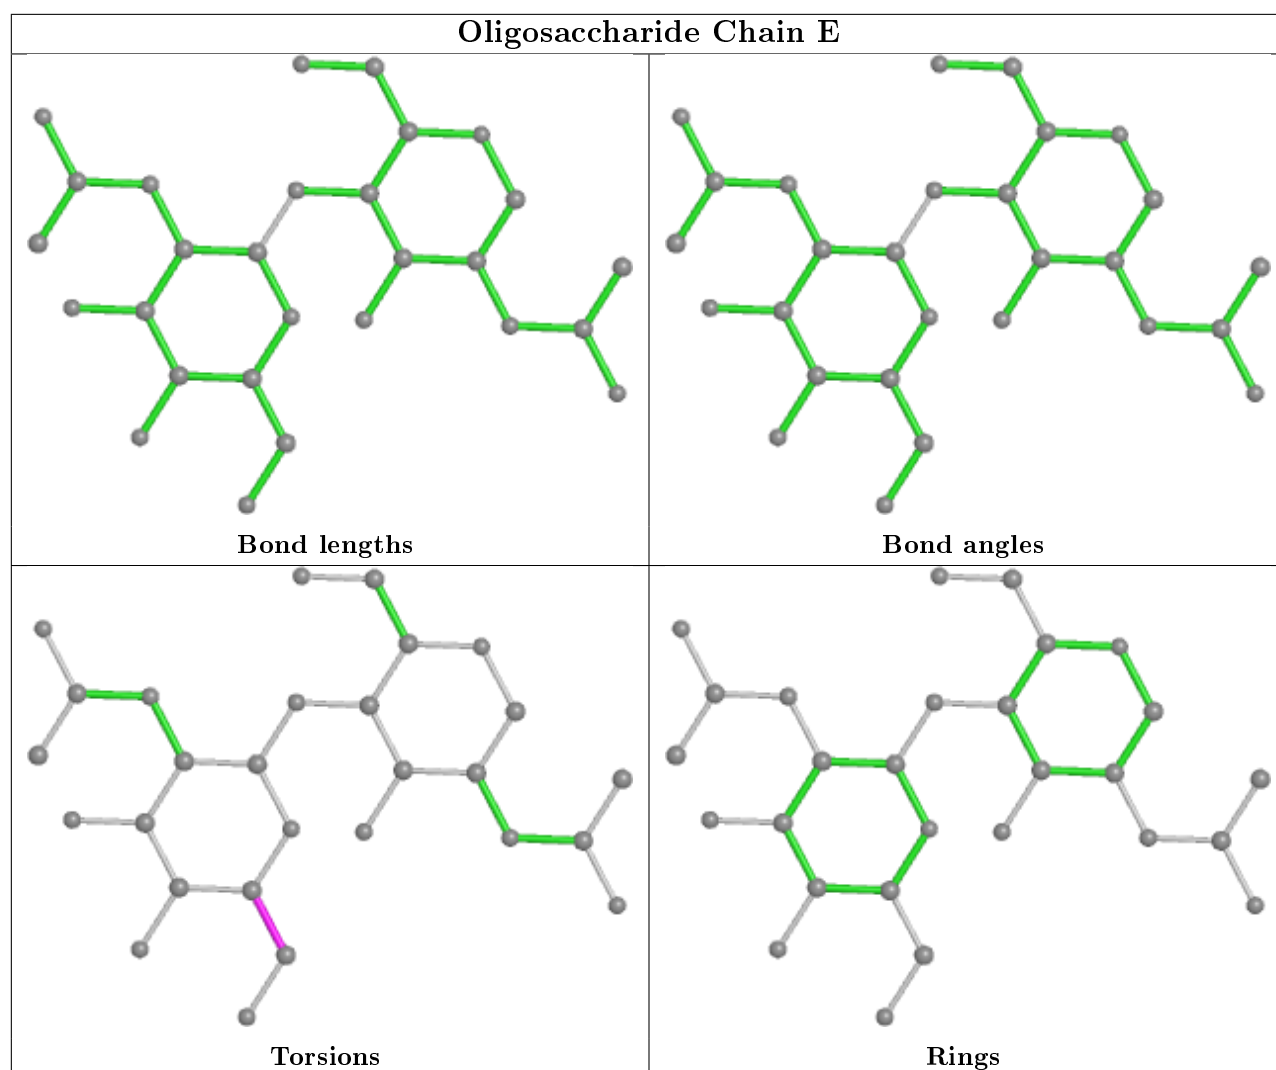 Oligosaccharide Chain E
Bond lengths
Bond angles
Torsions
Rings